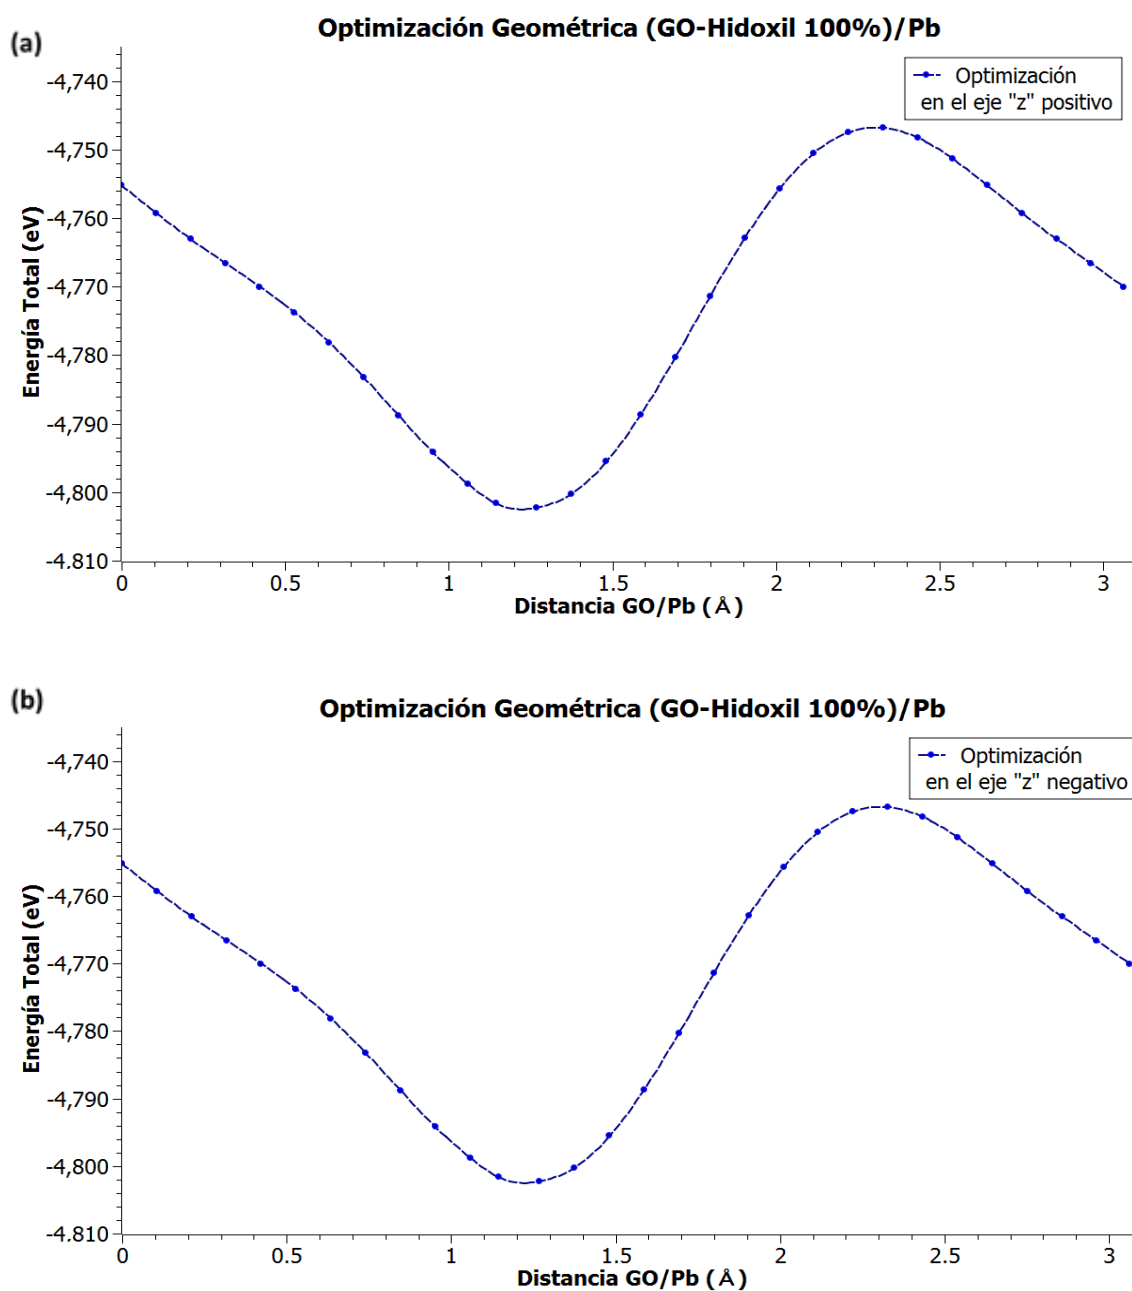 (a)
Optimización Geométrica (GO-Hidoxil 100%)/Pb
Optimización
en el eje "z" positivo
Energía Total (eV)
-4,740
-4,750
-4,760
-4,770
-4,780
-4,790
-4,800
-4.810
0 0.5 1 1.5 2 2.5 3
Distancia GO/Pb (Å)
(b)
Optimización Geométrica (GO-Hidoxil 100%)/Pb
Optimización
en el eje "z" negativo
Energía Total (eV)
-4,740
-4,750
-4,760
-4,770
-4,780
-4,790
-4,800
-4.810
0 0.5 1 1.5 2 2.5 3
Distancia GO/Pb (Å)